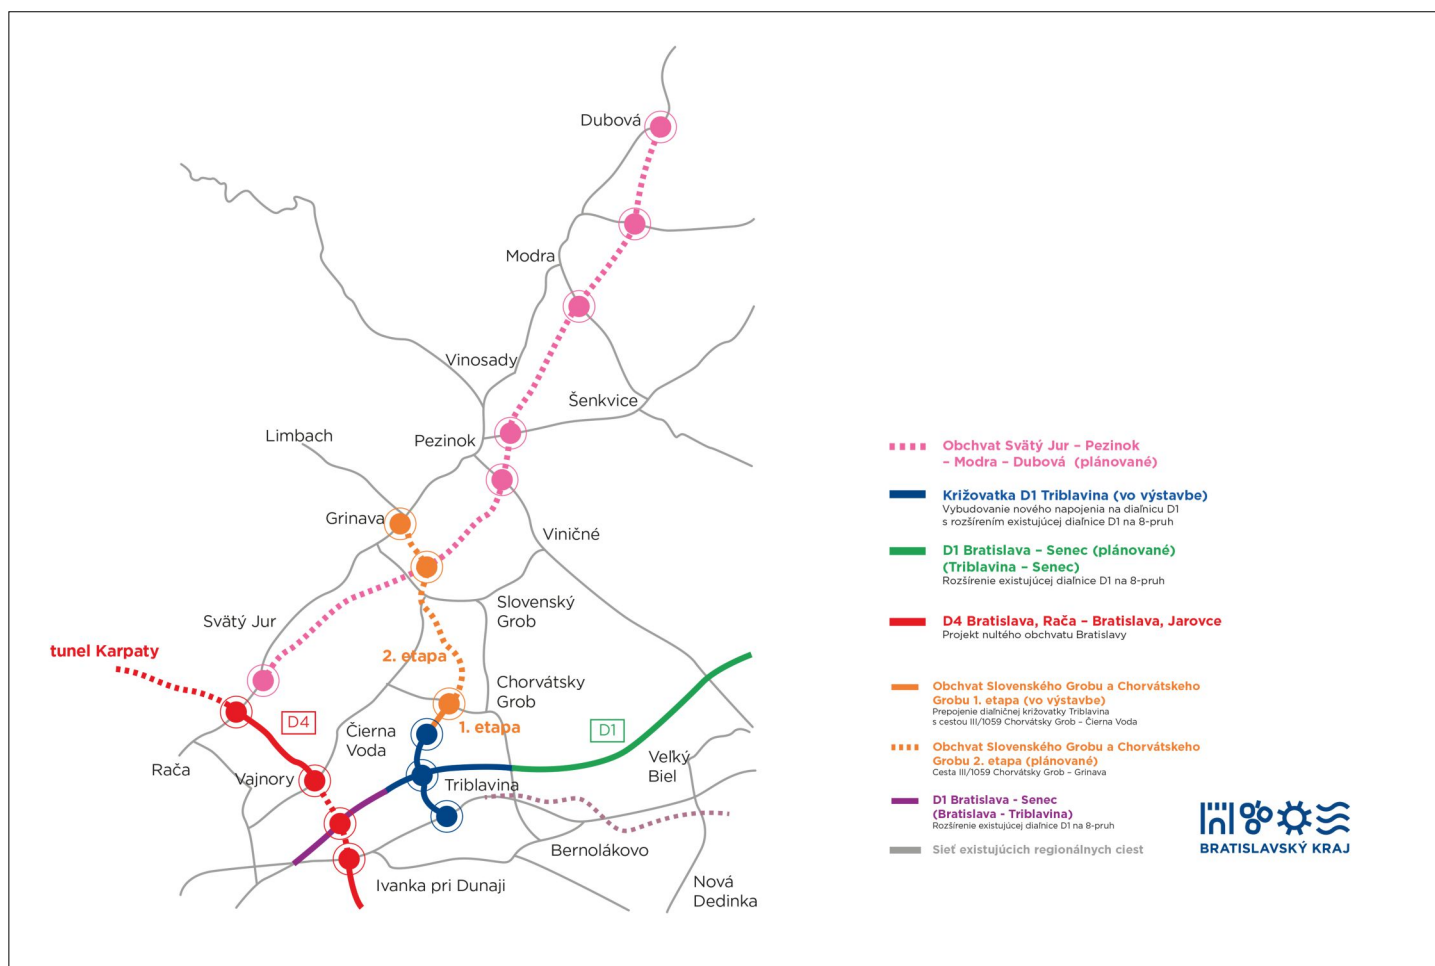 Dubová
Modra
Vinosady
Šenkvice
Limbach
Pezinok
Grinava
Viničné
Slovenský
Grob
Svätý Jur
tunel Karpaty
2. etapa
Chorvátsky
Grob
D4
1. etapa
D1
Čierna
Voda
Rača
Vajnory
Triblavina
Veľký
Biel
Bernolákovo
Ivanka pri Dunaji
Nová
Dedinka
Obchvat Svätý Jur – Pezinok
– Modra – Dubová (plánované)
Križovatka D1 Triblavina (vo výstavbe)
Vybudovanie nového napojenia na diaľnicu D1
s rozšírením existujúcej diaľnice D1 na 8-pruh
D1 Bratislava – Senec (plánované)
(Triblavina – Senec)
Rozšírenie existujúcej diaľnice D1 na 8-pruh
D4 Bratislava, Rača – Bratislava, Jarovce
Projekt nultého obchvatu Bratislavy
Obchvat Slovenského Grobu a Chorvátskeho
Grobu 1. etapa (vo výstavbe)
Prepojenie diaľničnej križovatky Triblavina
s cestou III/1059 Chorvátsky Grob – Čierna Voda
Obchvat Slovenského Grobu a Chorvátskeho
Grobu 2. etapa (plánované)
Cesta III/1059 Chorvátsky Grob – Grinava
D1 Bratislava - Senec
(Bratislava - Triblavina)
Rozšírenie existujúcej diaľnice D1 na 8-pruh
Sieť existujúcich regionálnych ciest
BRATISLAVSKÝ KRAJ